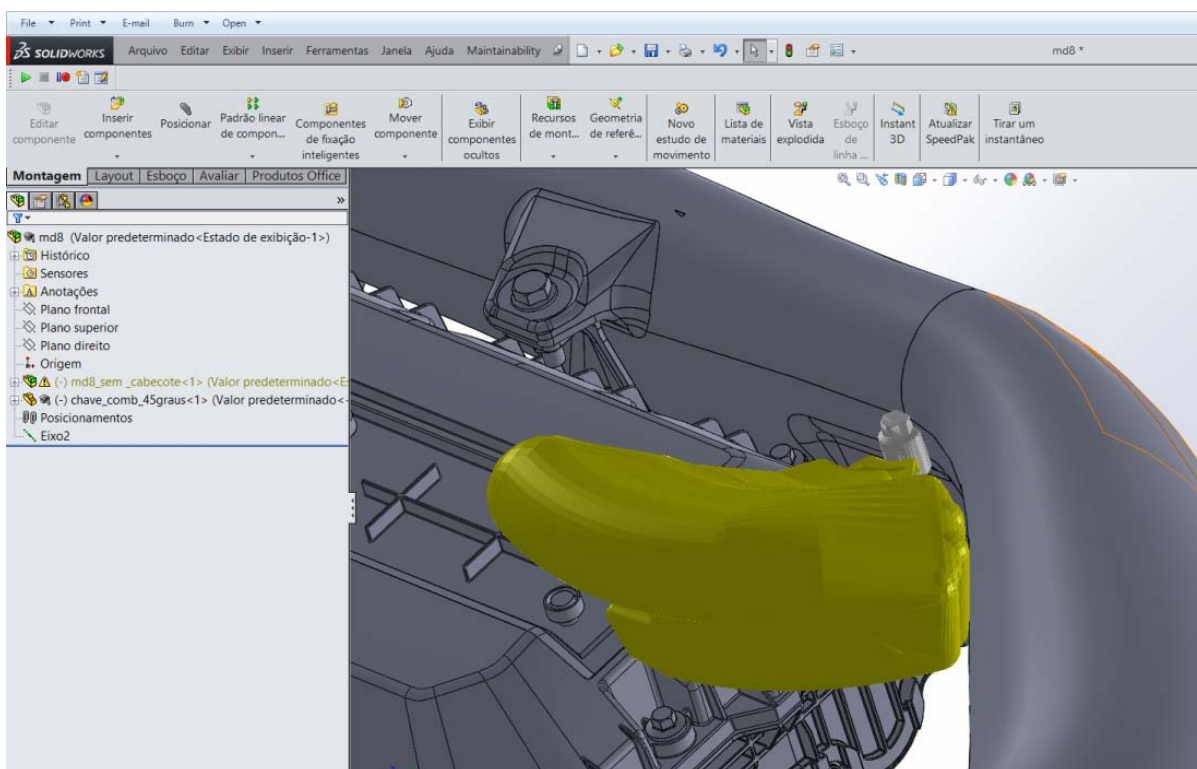 File Print E-mail Burn Open
SOLIDWORKS Arquivo Editar Exibir Inserir Ferramentas Janela Ajuda Maintainability md8 *
Editar componente
Inserir componentes
Posicionar
Padrão linear de compon...
Componentes de fixação inteligentes
Mover componente
Exibir componentes ocultos
Recursos de mont...
Geometria de referê...
Novo estudo de movimento
Lista de materiais
Vista explodida
Esboço de linha ...
Instant 3D
Atualizar SpeedPak
Tirar um instantâneo
Montagem Layout Esboço Avaliar Produtos Office
»
md8 (Valor predeterminado<Estado de exibição-1>)
Histórico
Sensores
A Anotações
Plano frontal
Plano superior
Plano direito
Origem
(-) md8_sem _cabecote<1> (Valor predeterminado<E
(-) chave_comb_45graus<1> (Valor predeterminado<
Posicionamentos
Eixo2